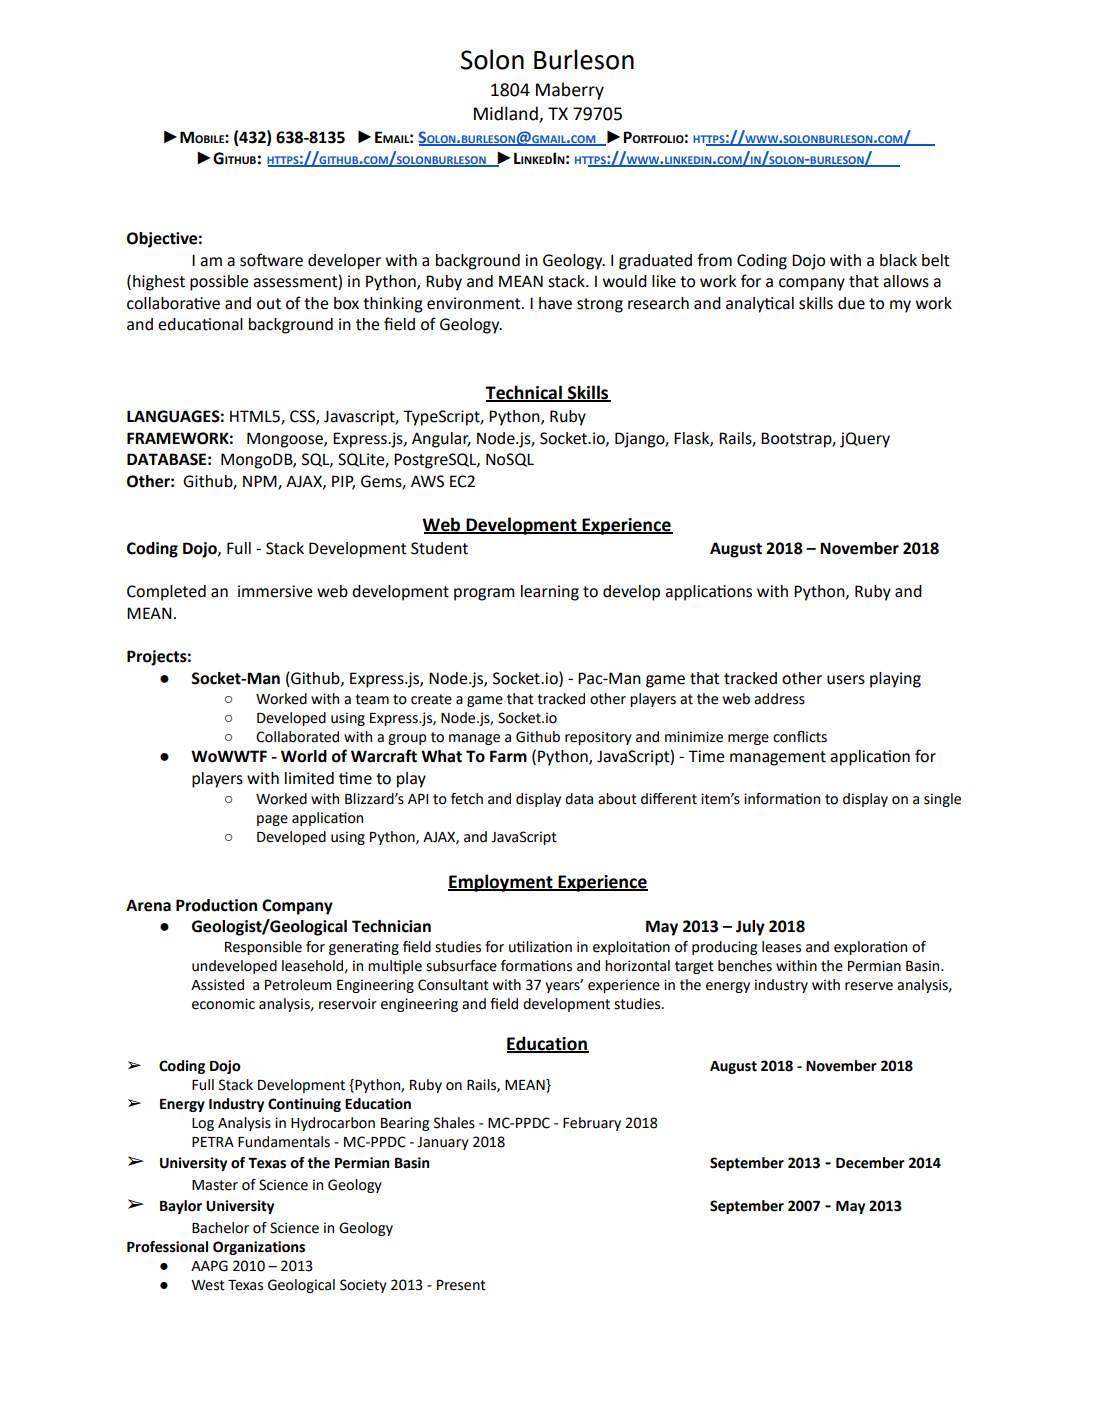 Solon Burleson
1804 Maberry
Midland, TX 79705
►Mobile: (432) 638-8135 ►Email: Solon.burleson@gmail.com ►Portfolio: https://www.solonburleson.com/
►Github: https://github.com/solonburleson ►LinkedIn: https://www.linkedin.com/in/solon-burleson/
Objective:
I am a software developer with a background in Geology. I graduated from Coding Dojo with a black belt
(highest possible assessment) in Python, Ruby and MEAN stack. I would like to work for a company that allows a
collaborative and out of the box thinking environment. I have strong research and analytical skills due to my work
and educational background in the field of Geology.
Technical Skills
LANGUAGES: HTML5, CSS, Javascript, TypeScript, Python, Ruby
FRAMEWORK: Mongoose, Express.js, Angular, Node.js, Socket.io, Django, Flask, Rails, Bootstrap, jQuery
DATABASE: MongoDB, SQL, SQLite, PostgreSQL, NoSQL
Other: Github, NPM, AJAX, PIP, Gems, AWS EC2
Web Development Experience
Coding Dojo, Full - Stack Development Student August 2018 – November 2018
Completed an immersive web development program learning to develop applications with Python, Ruby and
MEAN.
Projects:
● Socket-Man (Github, Express.js, Node.js, Socket.io) - Pac-Man game that tracked other users playing
○ Worked with a team to create a game that tracked other players at the web address
○ Developed using Express.js, Node.js, Socket.io
○ Collaborated with a group to manage a Github repository and minimize merge conflicts
● WoWWTF - World of Warcraft What To Farm (Python, JavaScript) - Time management application for
players with limited time to play
○ Worked with Blizzard’s API to fetch and display data about different item’s information to display on a single
page application
○ Developed using Python, AJAX, and JavaScript
Employment Experience
Arena Production Company
● Geologist/Geological Technician May 2013 – July 2018
Responsible for generating field studies for utilization in exploitation of producing leases and exploration of
undeveloped leasehold, in multiple subsurface formations and horizontal target benches within the Permian Basin.
Assisted a Petroleum Engineering Consultant with 37 years’ experience in the energy industry with reserve analysis,
economic analysis, reservoir engineering and field development studies.
Education
➢ Coding Dojo August 2018 - November 2018
Full Stack Development {Python, Ruby on Rails, MEAN}
➢ Energy Industry Continuing Education
Log Analysis in Hydrocarbon Bearing Shales - MC-PPDC - February 2018
PETRA Fundamentals - MC-PPDC - January 2018
➢ University of Texas of the Permian Basin September 2013 - December 2014
Master of Science in Geology
➢ Baylor University September 2007 - May 2013
Bachelor of Science in Geology
Professional Organizations
● AAPG 2010 – 2013
● West Texas Geological Society 2013 - Present